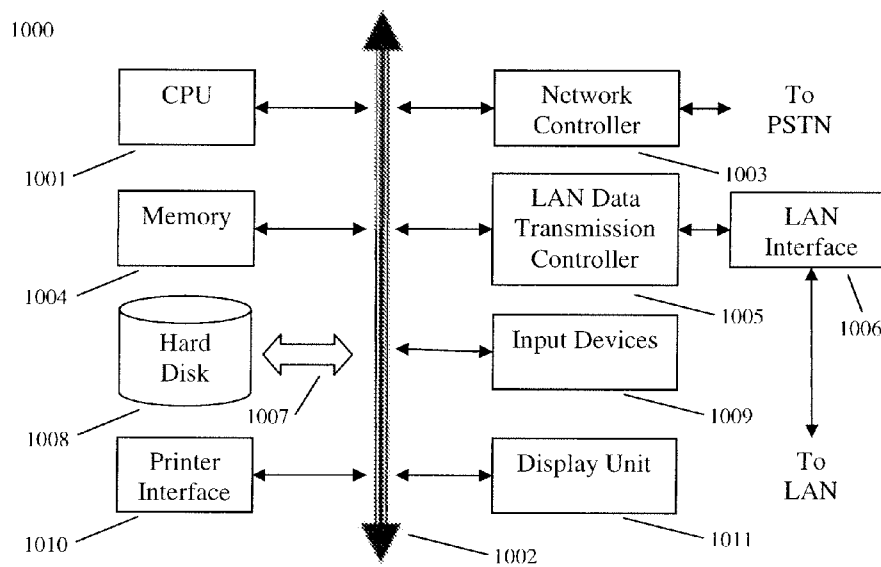 1000
CPU
1001
Network
Controller
1003
To
PSTN
Memory
1004
LAN Data
Transmission
Controller
1005
LAN
Interface
1006
Hard
Disk
1008
1007
Input Devices
1009
Printer
Interface
1010
Display Unit
1011
To
LAN
1002